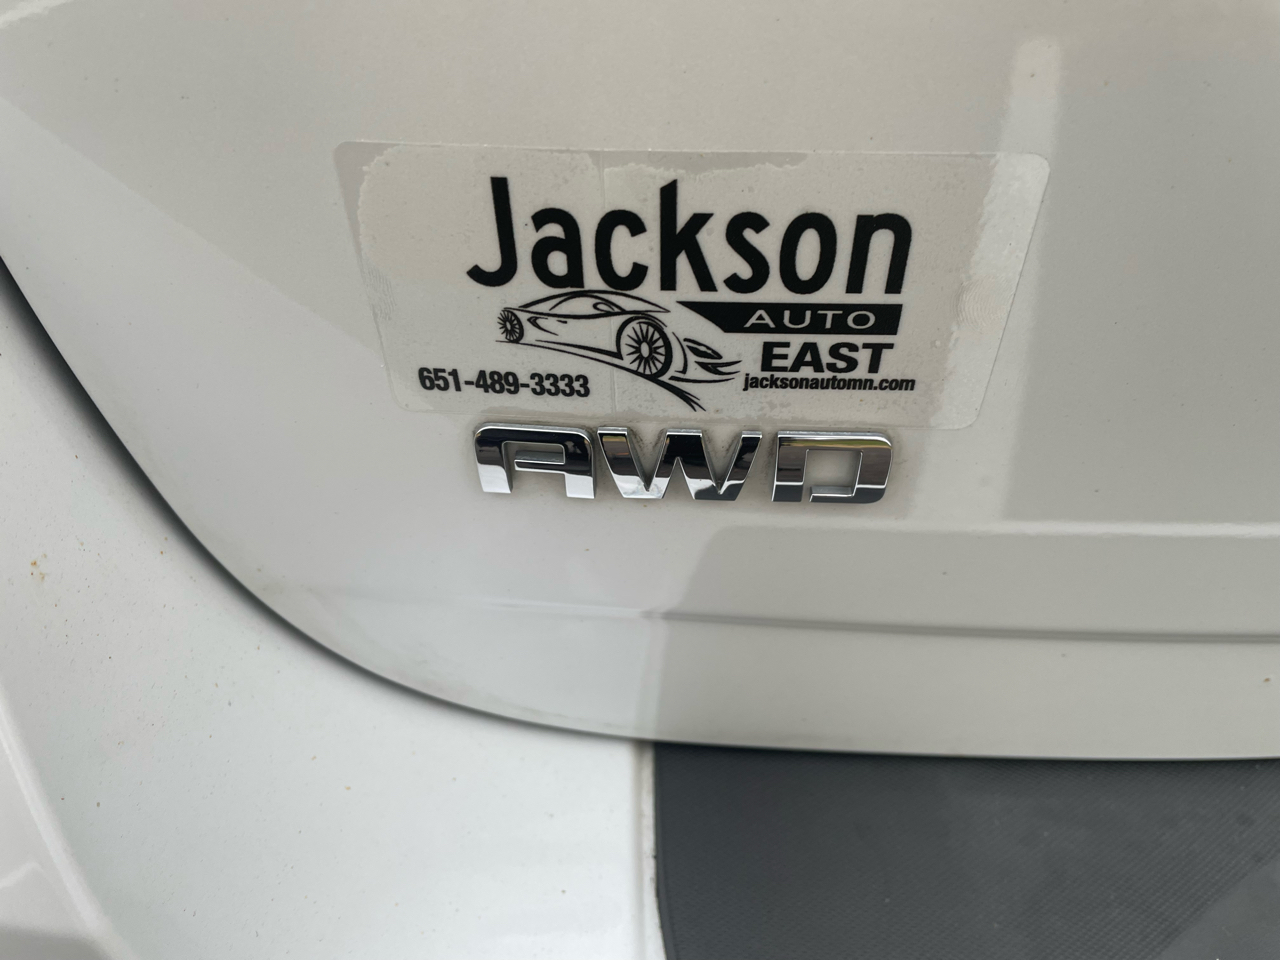 Jackson
AUTO
EAST
651-489-3333
jacksonautomn.com
AWD